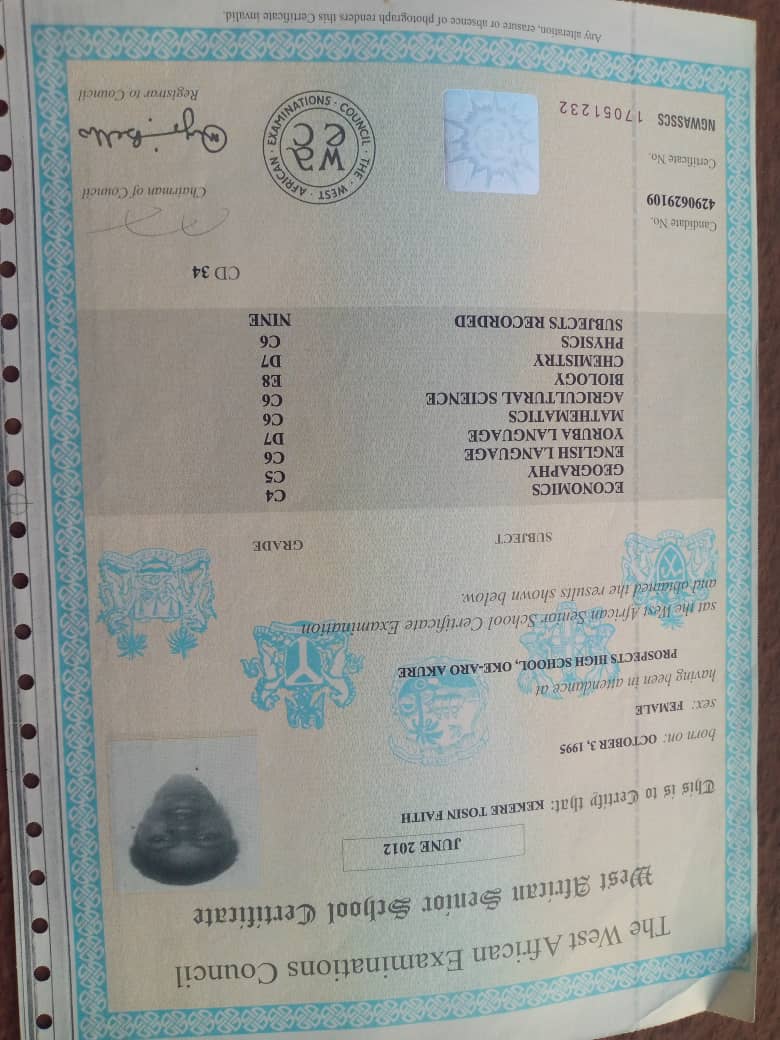 The West African Examinations Council
West African Senior School Certificate
JUNE 2012
This is to Certify that: KEKERE TOSIN FAITH
born on: OCTOBER 3, 1995
sex: FEMALE
having been in attendance at
PROSPECTS HIGH SCHOOL, OKE-ARO AKURE
sat the West African Senior School Certificate Examination
and obtained the results shown below.
SUBJECT GRADE
ECONOMICS C4
GEOGRAPHY C5
ENGLISH LANGUAGE C6
YORUBA LANGUAGE D7
MATHEMATICS C6
AGRICULTURAL SCIENCE C6
BIOLOGY E8
CHEMISTRY D7
PHYSICS C6
SUBJECTS RECORDED NINE
CD 34
Candidate No.
4290629109
Chairman of Council
Certificate No.
NGWASSCS 17051232
THE · WEST · AFRICAN · EXAMINATIONS · COUNCIL
wa
ec
Registrar to Council
Any alteration, erasure or absence of photograph renders this Certificate invalid.